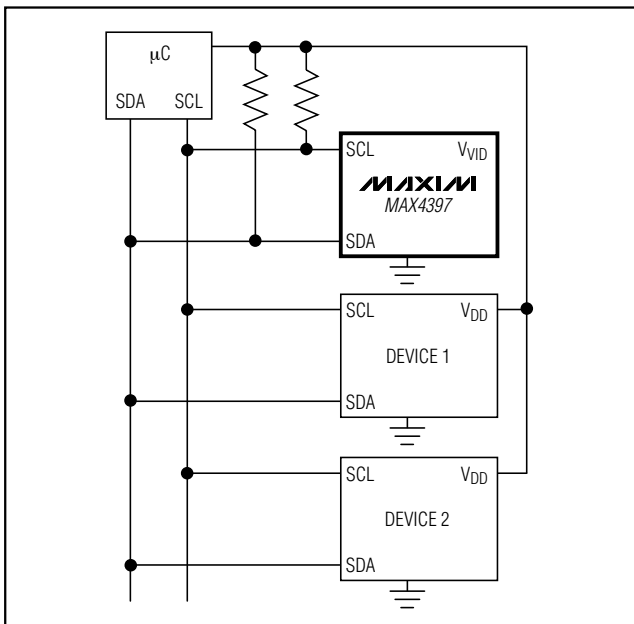 μC
SDA SCL
SCL VVID
MAXIM
MAX4397
SDA
SCL VDD
DEVICE 1
SDA
SCL VDD
DEVICE 2
SDA